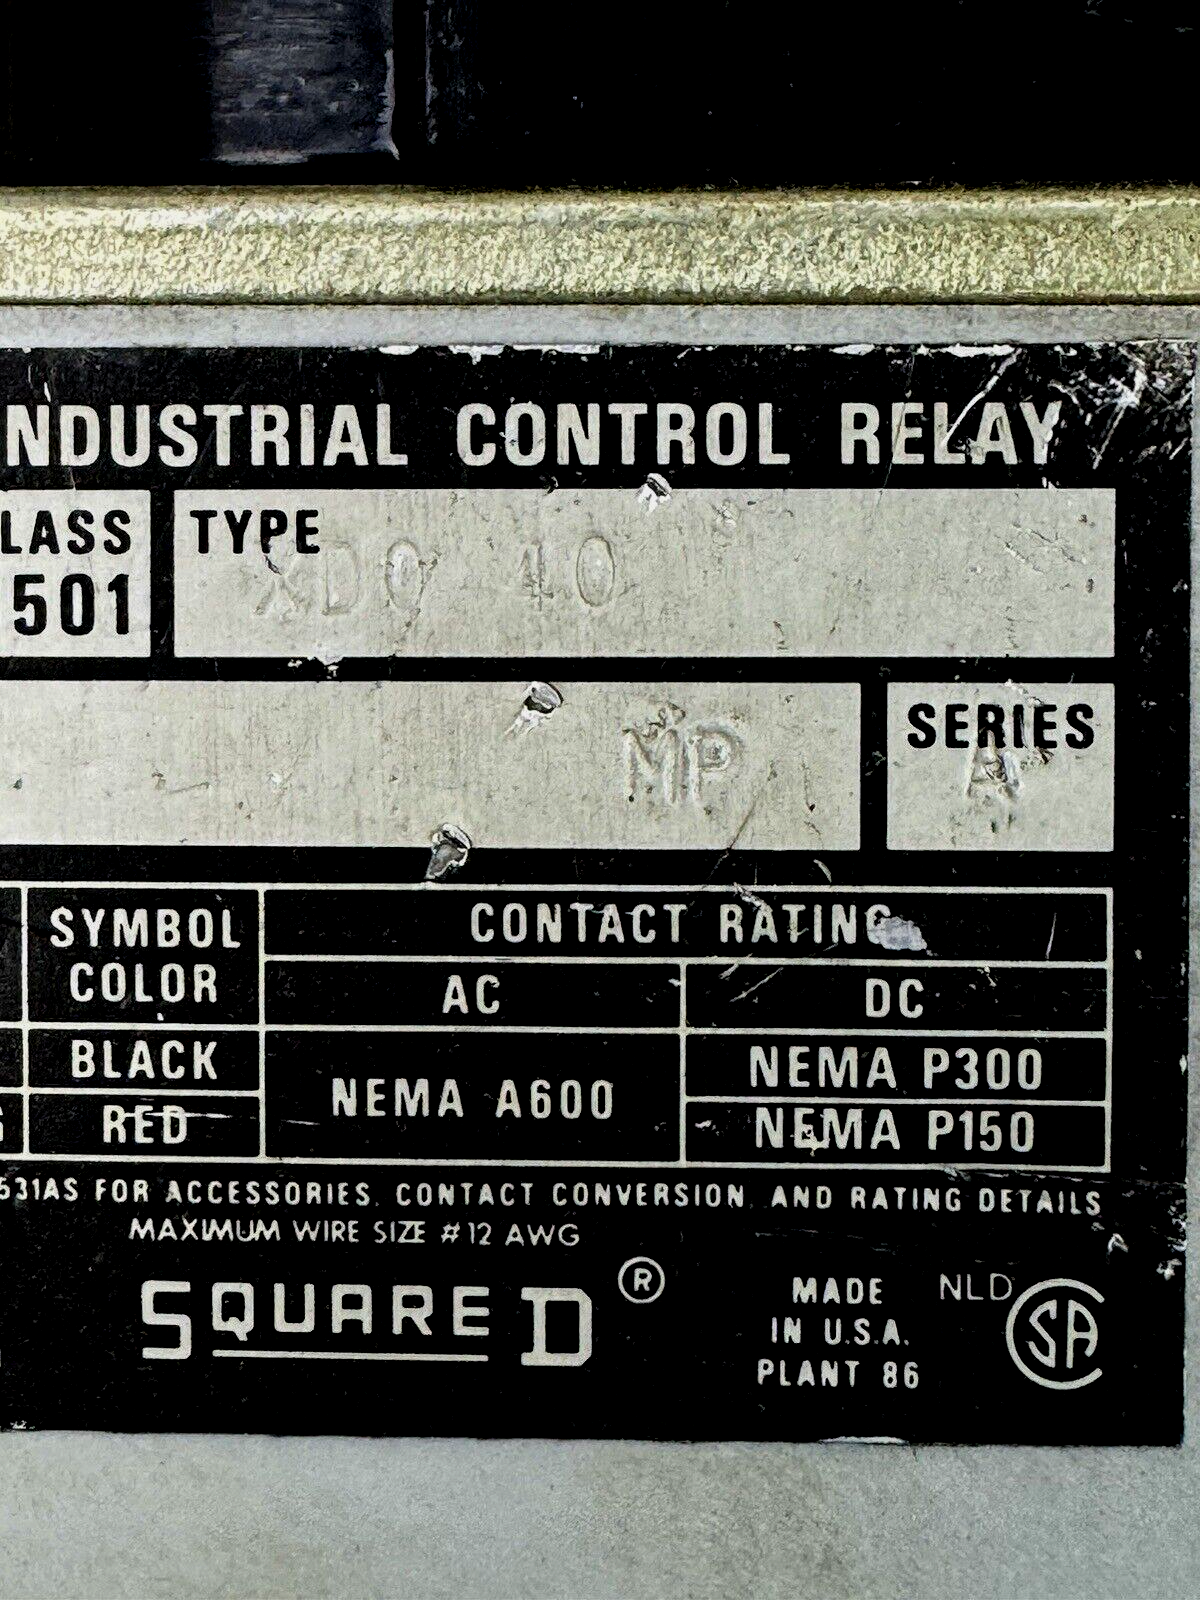 NDUSTRIAL CONTROL RELAY
LASS
501
TYPE
XDO 40
MP
SERIES
A
SYMBOL
COLOR
CONTACT RATING
AC
DC
BLACK
NEMA A600
NEMA P300
RED
NEMA P150
531AS FOR ACCESSORIES, CONTACT CONVERSION, AND RATING DETAILS
MAXIMUM WIRE SIZE #12 AWG
SQUARE D ®
MADE
IN U.S.A.
PLANT 86
NLD
SA